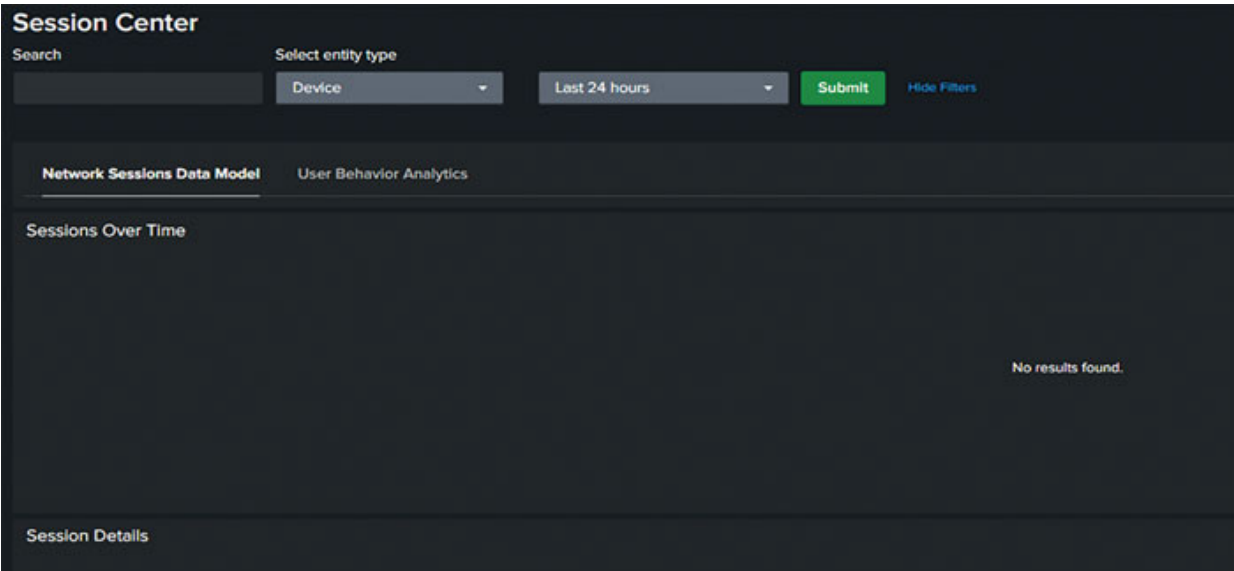 Session Center
Search
Select entity type
Device
Last 24 hours
Submit
Hide Filters
Network Sessions Data Model
User Behavior Analytics
Sessions Over Time
No results found.
Session Details